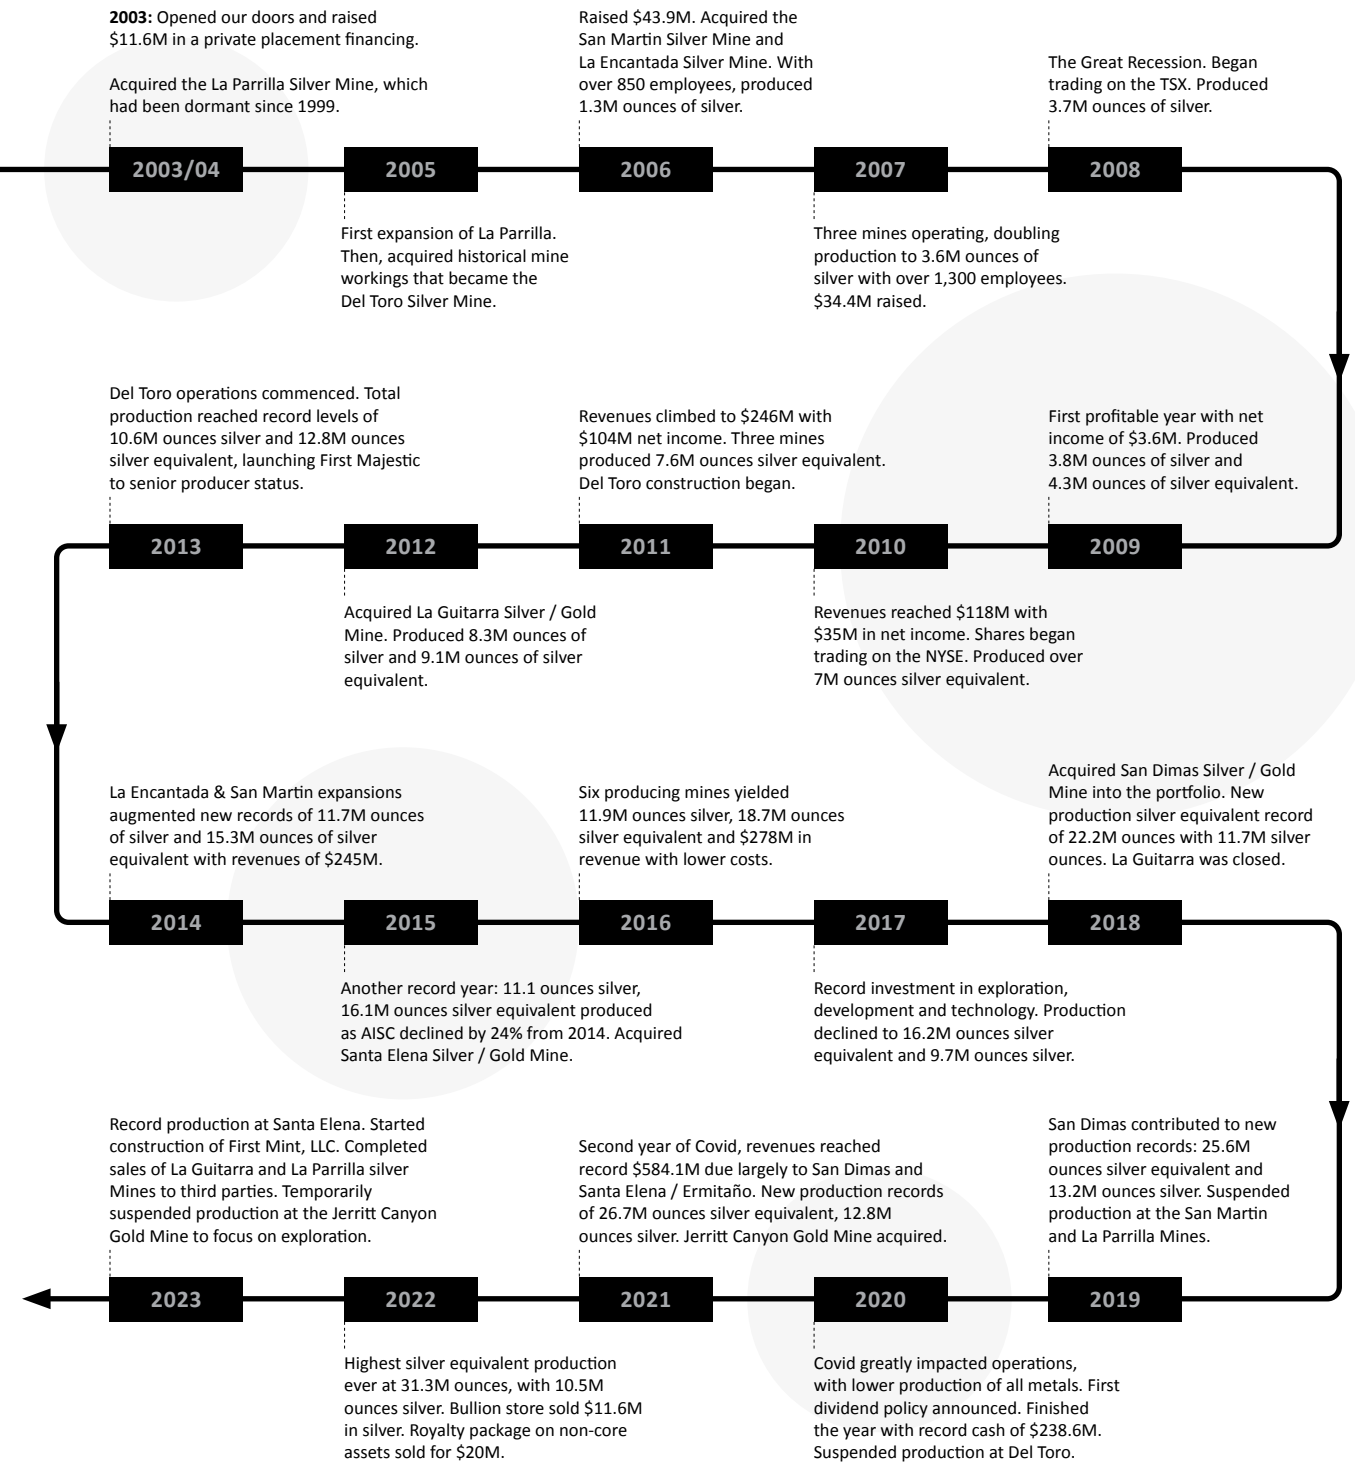 2003: Opened our doors and raised
$11.6M in a private placement financing.
Acquired the La Parrilla Silver Mine, which
had been dormant since 1999.
2003/04
2005
First expansion of La Parrilla.
Then, acquired historical mine
workings that became the
Del Toro Silver Mine.
Raised $43.9M. Acquired the
San Martin Silver Mine and
La Encantada Silver Mine. With
over 850 employees, produced
1.3M ounces of silver.
2006
2007
Three mines operating, doubling
production to 3.6M ounces of
silver with over 1,300 employees.
$34.4M raised.
The Great Recession. Began
trading on the TSX. Produced
3.7M ounces of silver.
2008
First profitable year with net
income of $3.6M. Produced
3.8M ounces of silver and
4.3M ounces of silver equivalent.
2009
2010
Revenues reached $118M with
$35M in net income. Shares began
trading on the NYSE. Produced over
7M ounces silver equivalent.
Revenues climbed to $246M with
$104M net income. Three mines
produced 7.6M ounces silver equivalent.
Del Toro construction began.
2011
2012
Acquired La Guitarra Silver / Gold
Mine. Produced 8.3M ounces of
silver and 9.1M ounces of silver
equivalent.
Del Toro operations commenced. Total
production reached record levels of
10.6M ounces silver and 12.8M ounces
silver equivalent, launching First Majestic
to senior producer status.
2013
La Encantada & San Martin expansions
augmented new records of 11.7M ounces
of silver and 15.3M ounces of silver
equivalent with revenues of $245M.
2014
2015
Another record year: 11.1 ounces silver,
16.1M ounces silver equivalent produced
as AISC declined by 24% from 2014. Acquired
Santa Elena Silver / Gold Mine.
Six producing mines yielded
11.9M ounces silver, 18.7M ounces
silver equivalent and $278M in
revenue with lower costs.
2016
2017
Record investment in exploration,
development and technology. Production
declined to 16.2M ounces silver
equivalent and 9.7M ounces silver.
Acquired San Dimas Silver / Gold
Mine into the portfolio. New
production silver equivalent record
of 22.2M ounces with 11.7M silver
ounces. La Guitarra was closed.
2018
San Dimas contributed to new
production records: 25.6M
ounces silver equivalent and
13.2M ounces silver. Suspended
production at the San Martin
and La Parrilla Mines.
2019
2020
Covid greatly impacted operations,
with lower production of all metals. First
dividend policy announced. Finished
the year with record cash of $238.6M.
Suspended production at Del Toro.
Second year of Covid, revenues reached
record $584.1M due largely to San Dimas and
Santa Elena / Ermitaño. New production records
of 26.7M ounces silver equivalent, 12.8M
ounces silver. Jerritt Canyon Gold Mine acquired.
2021
2022
Highest silver equivalent production
ever at 31.3M ounces, with 10.5M
ounces silver. Bullion store sold $11.6M
in silver. Royalty package on non-core
assets sold for $20M.
Record production at Santa Elena. Started
construction of First Mint, LLC. Completed
sales of La Guitarra and La Parrilla silver
Mines to third parties. Temporarily
suspended production at the Jerritt Canyon
Gold Mine to focus on exploration.
2023